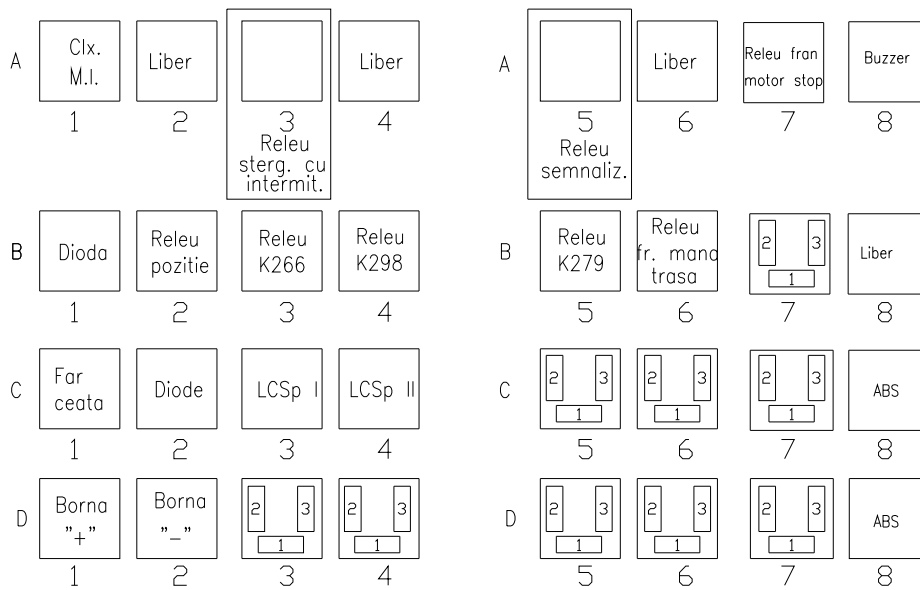 A
Clx.
M.I.
1
Liber
2
3
Releu
sterg. cu
intermit.
Liber
4
A
5
Releu
semnaliz.
Liber
6
Releu fran
motor stop
7
Buzzer
8
B
Dioda
1
Releu
pozitie
2
Releu
K266
3
Releu
K298
4
B
Releu
K279
5
Releu
fr. mana
trasa
6
2 3
1
7
Liber
8
C
Far
ceata
1
Diode
2
LCSp I
3
LCSp II
4
C
2 3
1
5
2 3
1
6
2 3
1
7
ABS
8
D
Borna
"+"
1
Borna
"-"
2
2 3
1
3
2 3
1
4
D
2 3
1
5
2 3
1
6
2 3
1
7
ABS
8